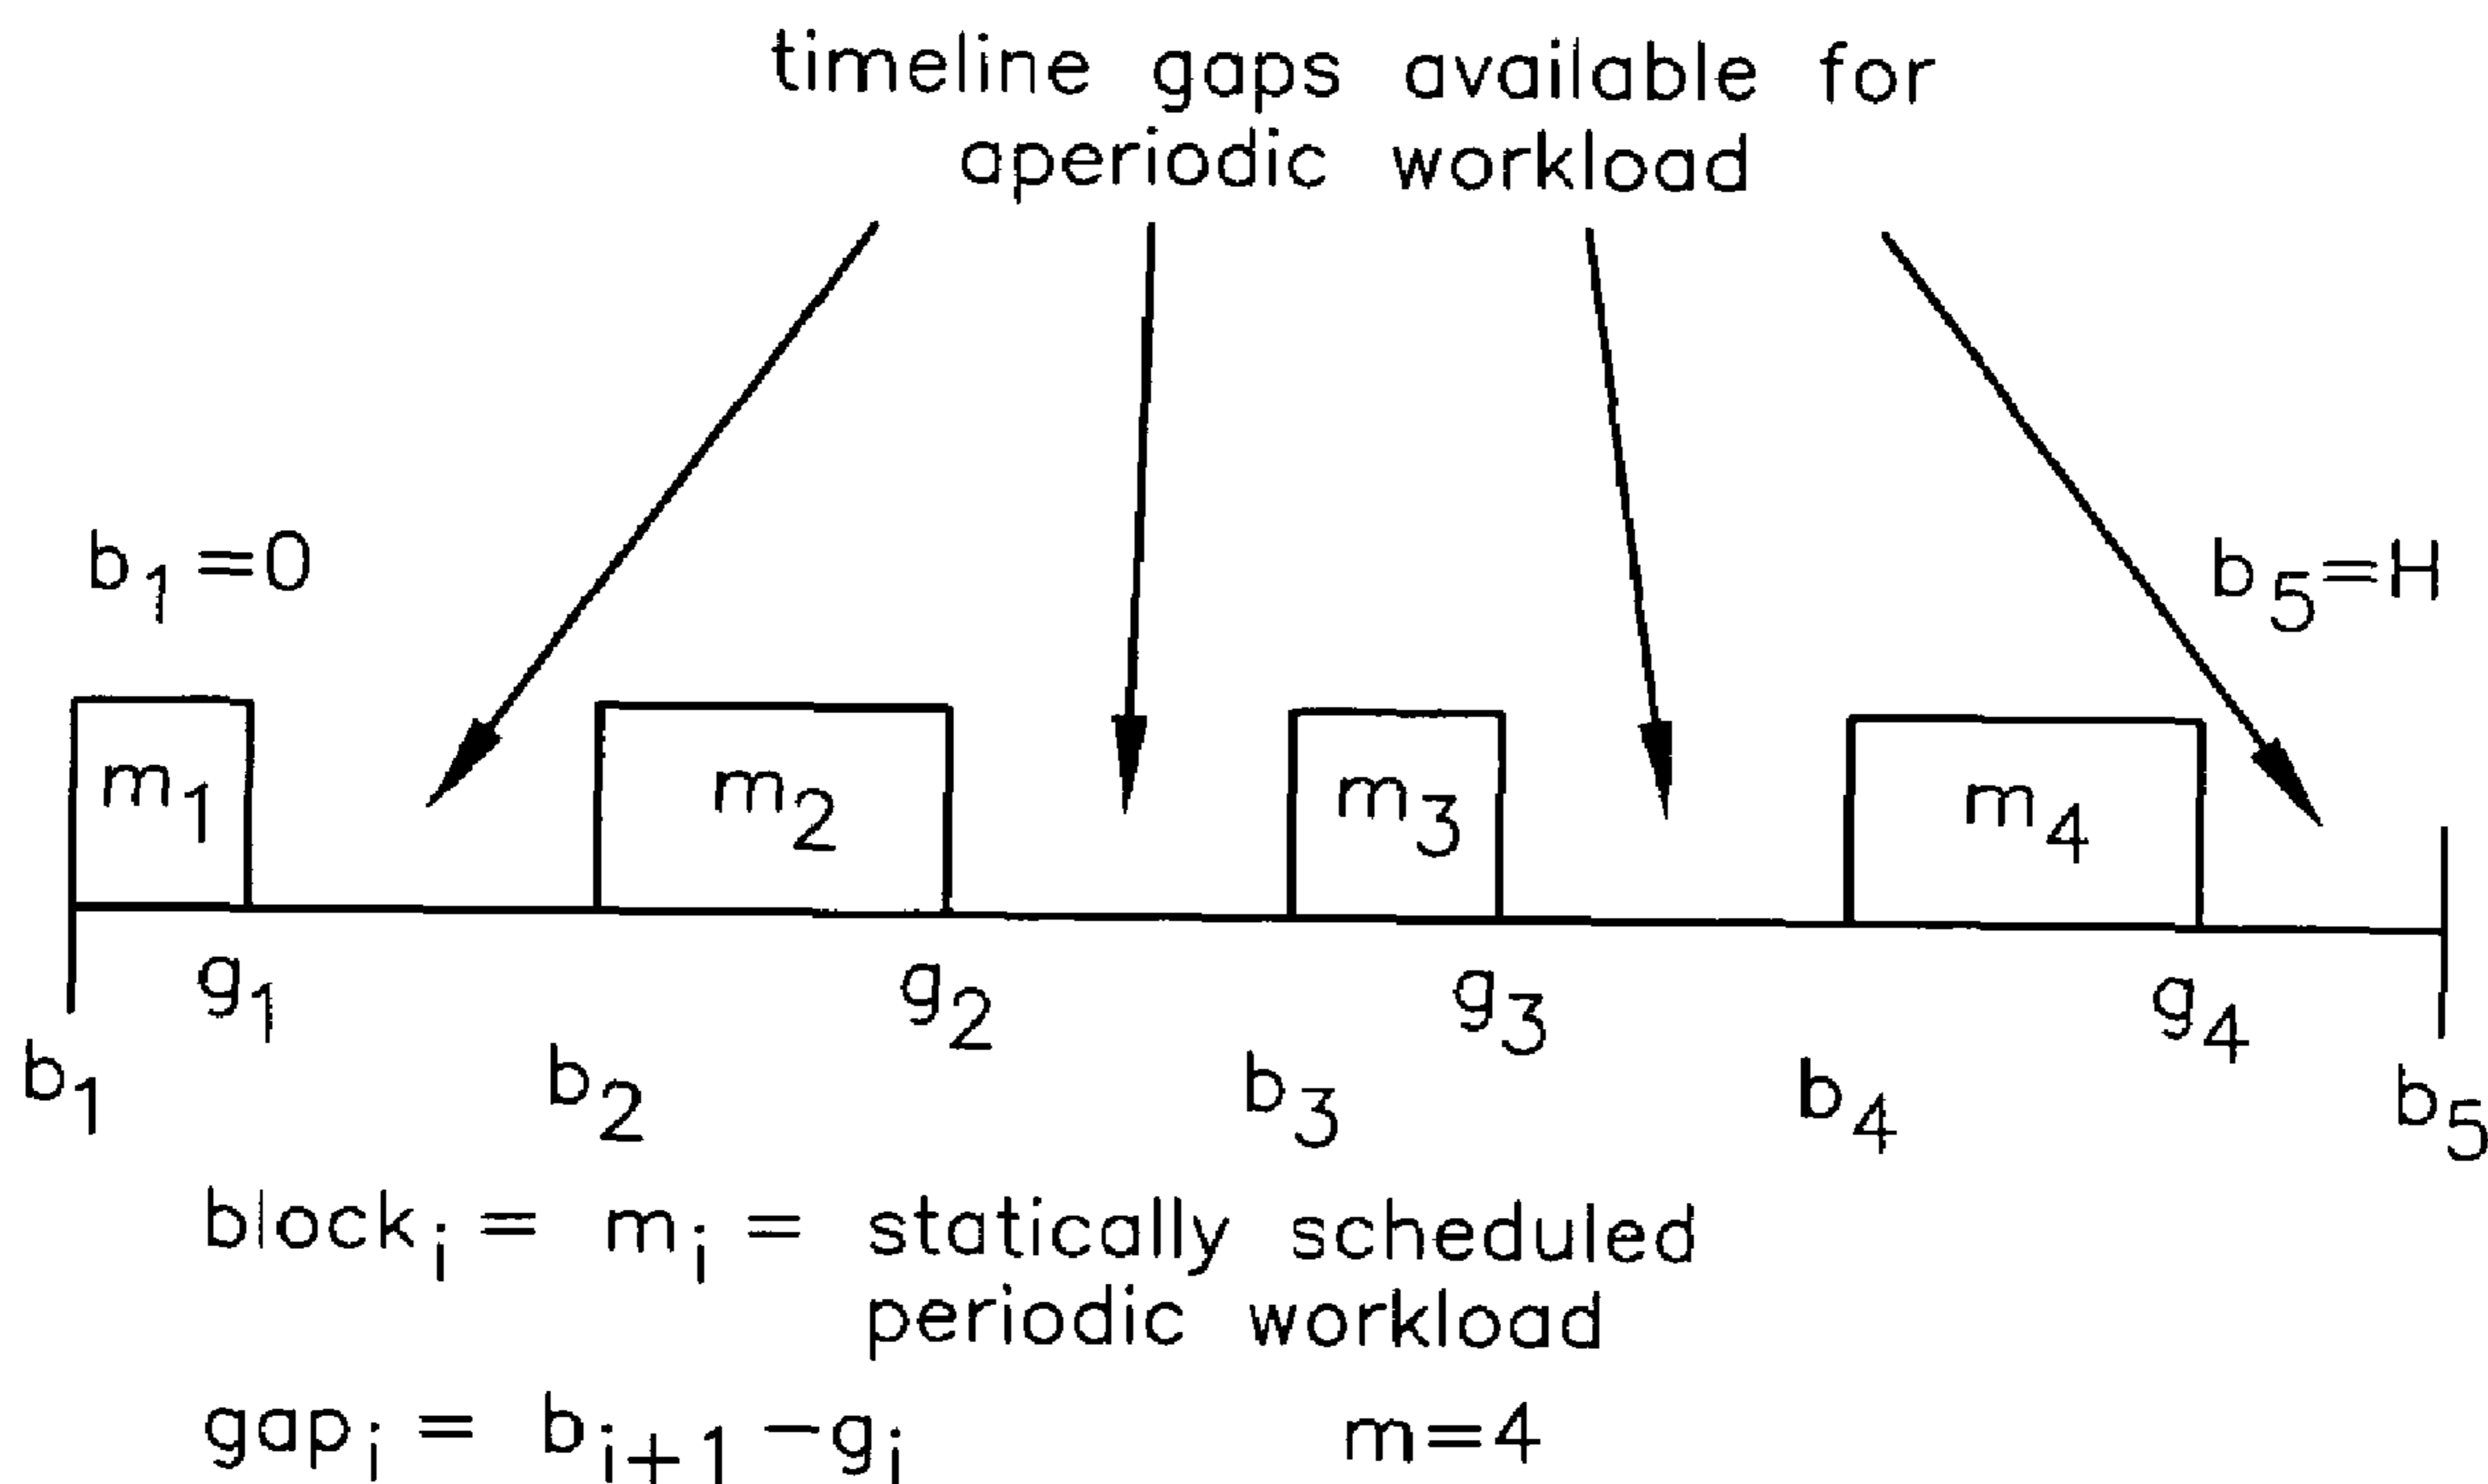 timeline gaps available for
aperiodic workload
b₁=0
b₅=H
m₁
m₂
m₃
m₄
g₁
g₂
g₃
g₄
b₁
b₂
b₃
b₄
b₅
blockᵢ = mᵢ = statically scheduled
periodic workload
gapᵢ = bᵢ₊₁ −gᵢ
m=4